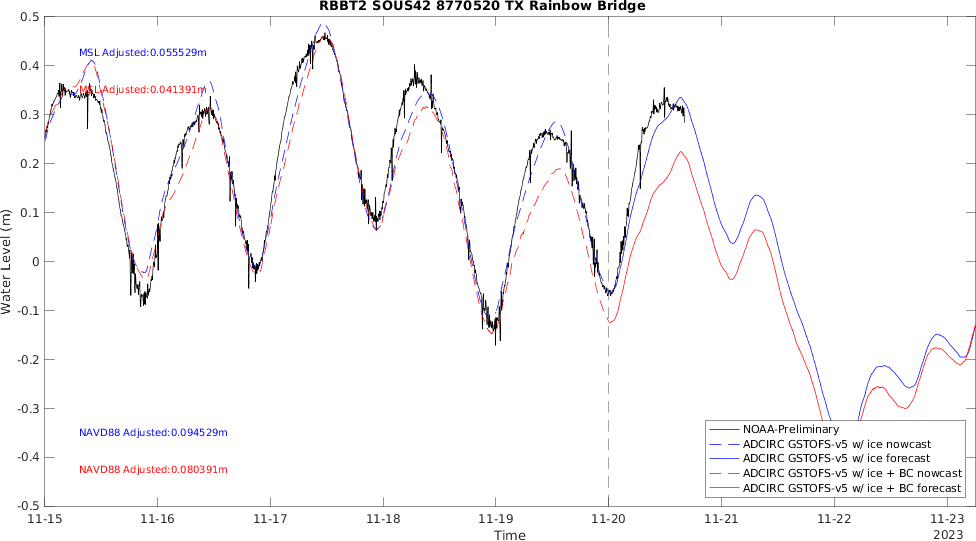 RBBT2 SOUS42 8770520 TX Rainbow Bridge
0.5
0.4
0.3
0.2
0.1
0
-0.1
-0.2
-0.3
-0.4
-0.5
Water Level (m)
MSL Adjusted:0.055529m
MSL Adjusted:0.041391m
NAVD88 Adjusted:0.094529m
NAVD88 Adjusted:0.080391m
NOAA-Preliminary
ADCIRC GSTOFS-v5 w/ ice nowcast
ADCIRC GSTOFS-v5 w/ ice forecast
ADCIRC GSTOFS-v5 w/ ice + BC nowcast
ADCIRC GSTOFS-v5 w/ ice + BC forecast
11-15 11-16 11-17 11-18 11-19 11-20 11-21 11-22 11-23
Time
2023